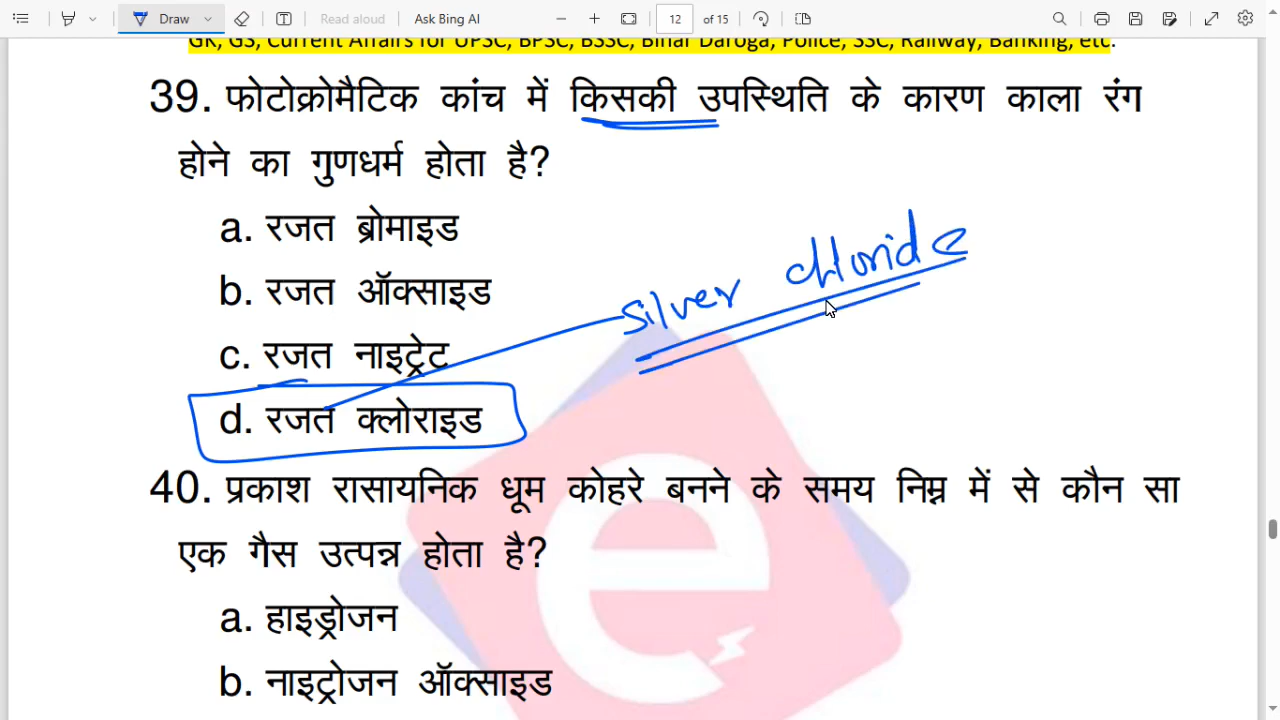 Draw
Read aloud
Ask Bing AI
12
of 15
GK, GS, Current Affairs for UPSC, BPSC, BSSC, Bihar Daroga, Police, SSC, Railway, Banking, etc.
39. फोटोक्रोमैटिक कांच में किसकी उपस्थिति के कारण काला रंग
होने का गुणधर्म होता है?
a. रजत ब्रोमाइड
b. रजत ऑक्साइड
silver chloride
c. रजत नाइट्रेट
d. रजत क्लोराइड
40. प्रकाश रासायनिक धूम कोहरे बनने के समय निम्न में से कौन सा
एक गैस उत्पन्न होता है?
a. हाइड्रोजन
b. नाइट्रोजन ऑक्साइड